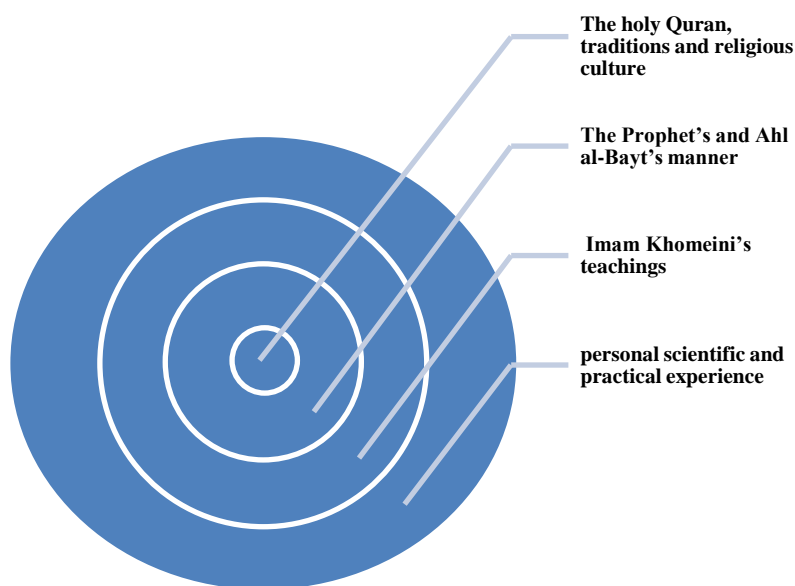 The holy Quran,
traditions and religious
culture
The Prophet’s and Ahl
al-Bayt’s manner
Imam Khomeini’s
teachings
personal scientific and
practical experience